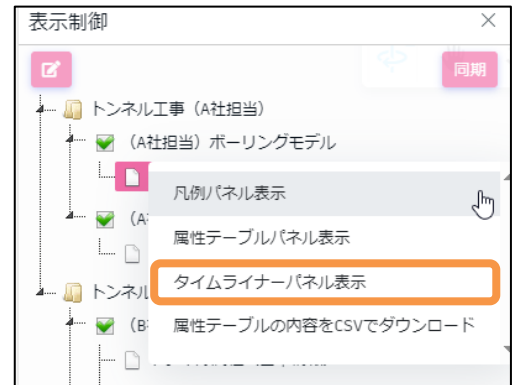 表示制御
同期
トンネル工事（A社担当）
（A社担当）ボーリングモデル
凡例パネル表示
（A
属性テーブルパネル表示
タイムライナーパネル表示
トンネル
（B
属性テーブルの内容をCSVでダウンロード